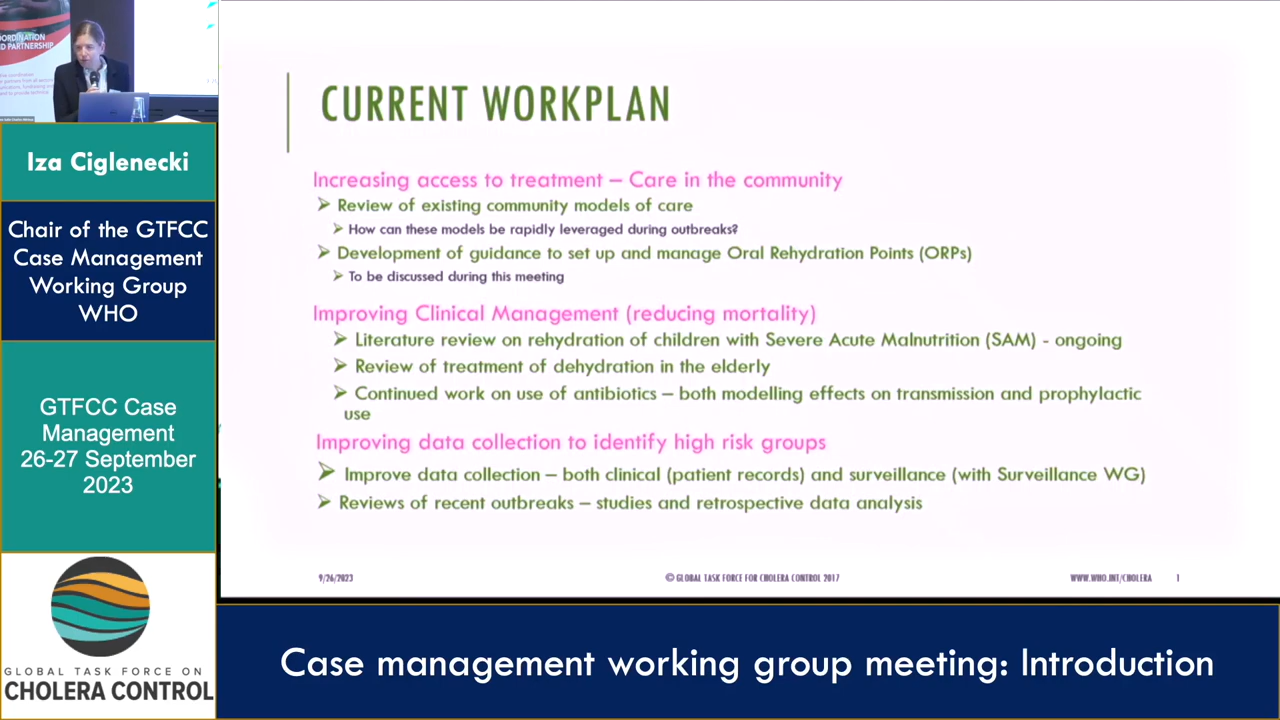 OORDINATION
ND PARTNERSHIP
Iza Ciglenecki
Chair of the GTFCC
Case Management
Working Group
WHO
GTFCC Case
Management
26-27 September
2023
GLOBAL TASK FORCE ON
CHOLERA CONTROL
CURRENT WORKPLAN
Increasing access to treatment – Care in the community
➢ Review of existing community models of care
➢ How can these models be rapidly leveraged during outbreaks?
➢ Development of guidance to set up and manage Oral Rehydration Points (ORPs)
➢ To be discussed during this meeting
Improving Clinical Management (reducing mortality)
➢ Literature review on rehydration of children with Severe Acute Malnutrition (SAM) - ongoing
➢ Review of treatment of dehydration in the elderly
➢ Continued work on use of antibiotics – both modelling effects on transmission and prophylactic
use
Improving data collection to identify high risk groups
➢ Improve data collection – both clinical (patient records) and surveillance (with Surveillance WG)
➢ Reviews of recent outbreaks – studies and retrospective data analysis
9/26/2023
© GLOBAL TASK FORCE FOR CHOLERA CONTROL 2017
WWW.WHO.INT/CHOLERA
1
Case management working group meeting: Introduction